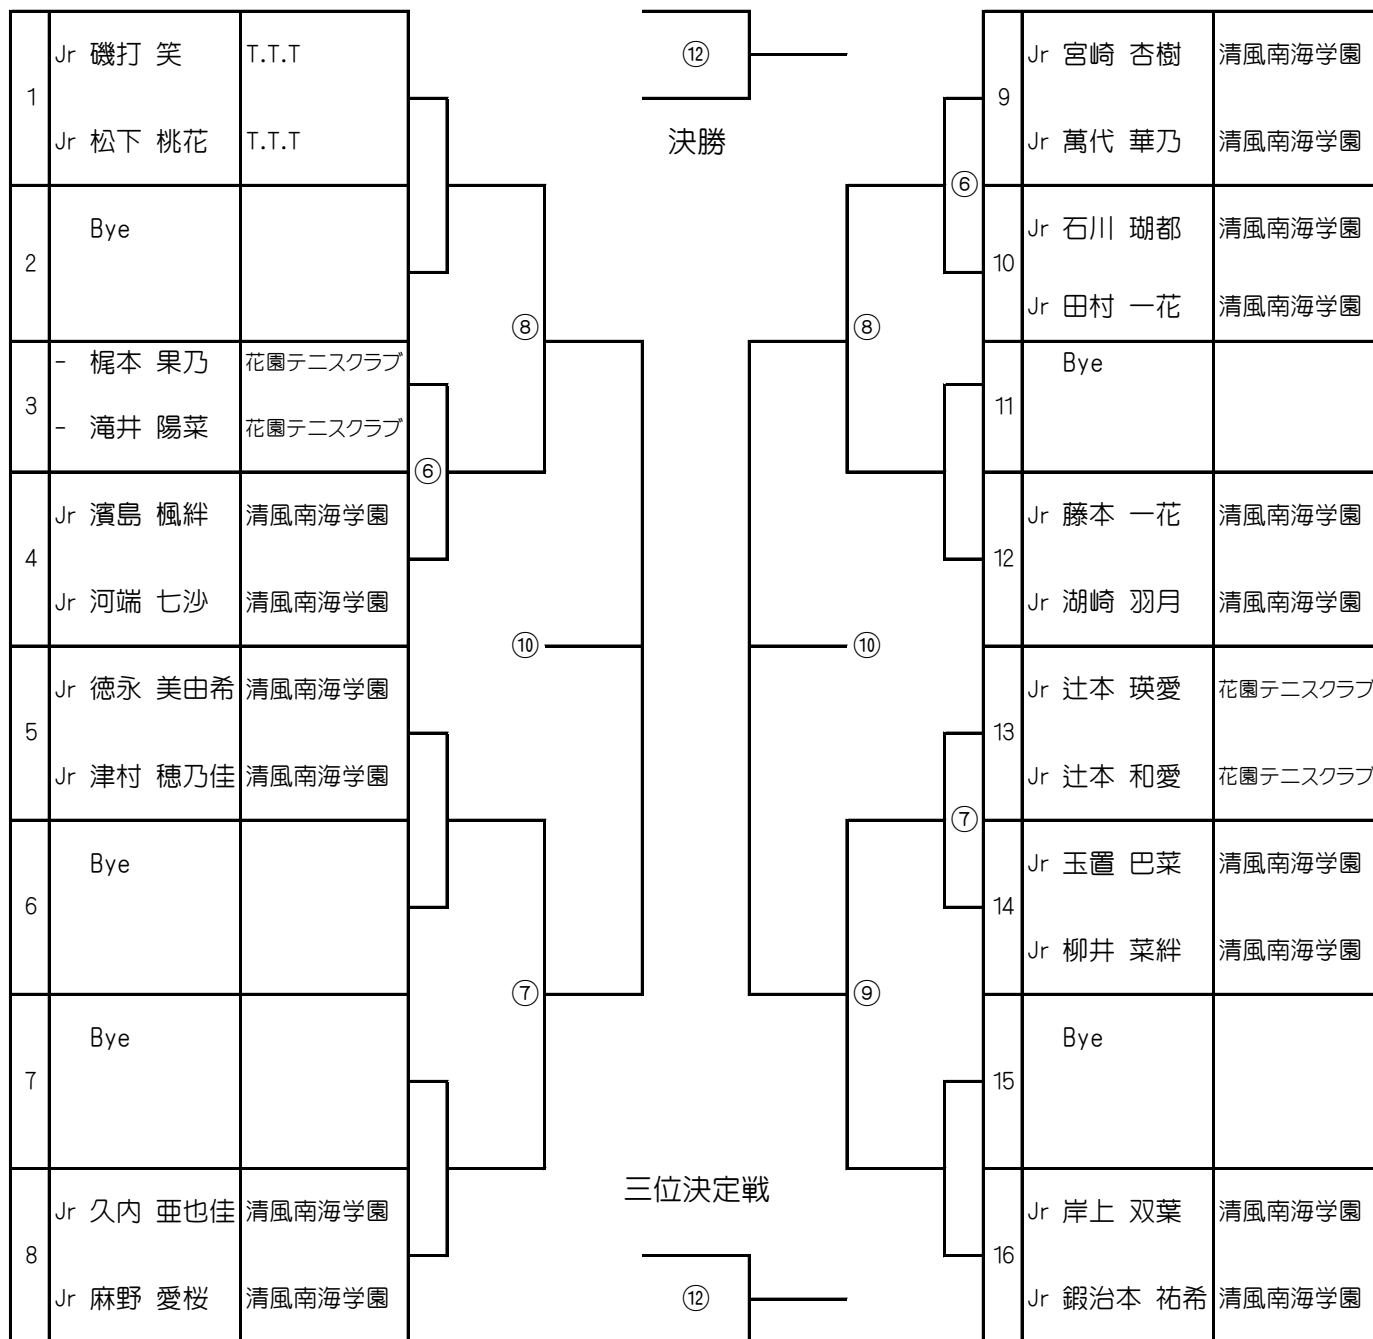 1
Jr 磯打 笑 T.T.T
Jr 松下 桃花 T.T.T
2
Bye
3
- 梶本 果乃 花園テニスクラブ
- 滝井 陽菜 花園テニスクラブ
4
Jr 濱島 楓絆 清風南海学園
Jr 河端 七沙 清風南海学園
5
Jr 徳永 美由希 清風南海学園
Jr 津村 穂乃佳 清風南海学園
6
Bye
7
Bye
8
Jr 久内 亜也佳 清風南海学園
Jr 麻野 愛桜 清風南海学園
⑥
⑧
⑩
⑦
⑫
決勝
三位決定戦
⑫
⑧
⑩
⑨
⑥
⑦
9
Jr 宮崎 杏樹 清風南海学園
Jr 萬代 華乃 清風南海学園
10
Jr 石川 瑚都 清風南海学園
Jr 田村 一花 清風南海学園
11
Bye
12
Jr 藤本 一花 清風南海学園
Jr 湖崎 羽月 清風南海学園
13
Jr 辻本 瑛愛 花園テニスクラブ
Jr 辻本 和愛 花園テニスクラブ
14
Jr 玉置 巴菜 清風南海学園
Jr 柳井 菜絆 清風南海学園
15
Bye
16
Jr 岸上 双葉 清風南海学園
Jr 鍜治本 祐希 清風南海学園